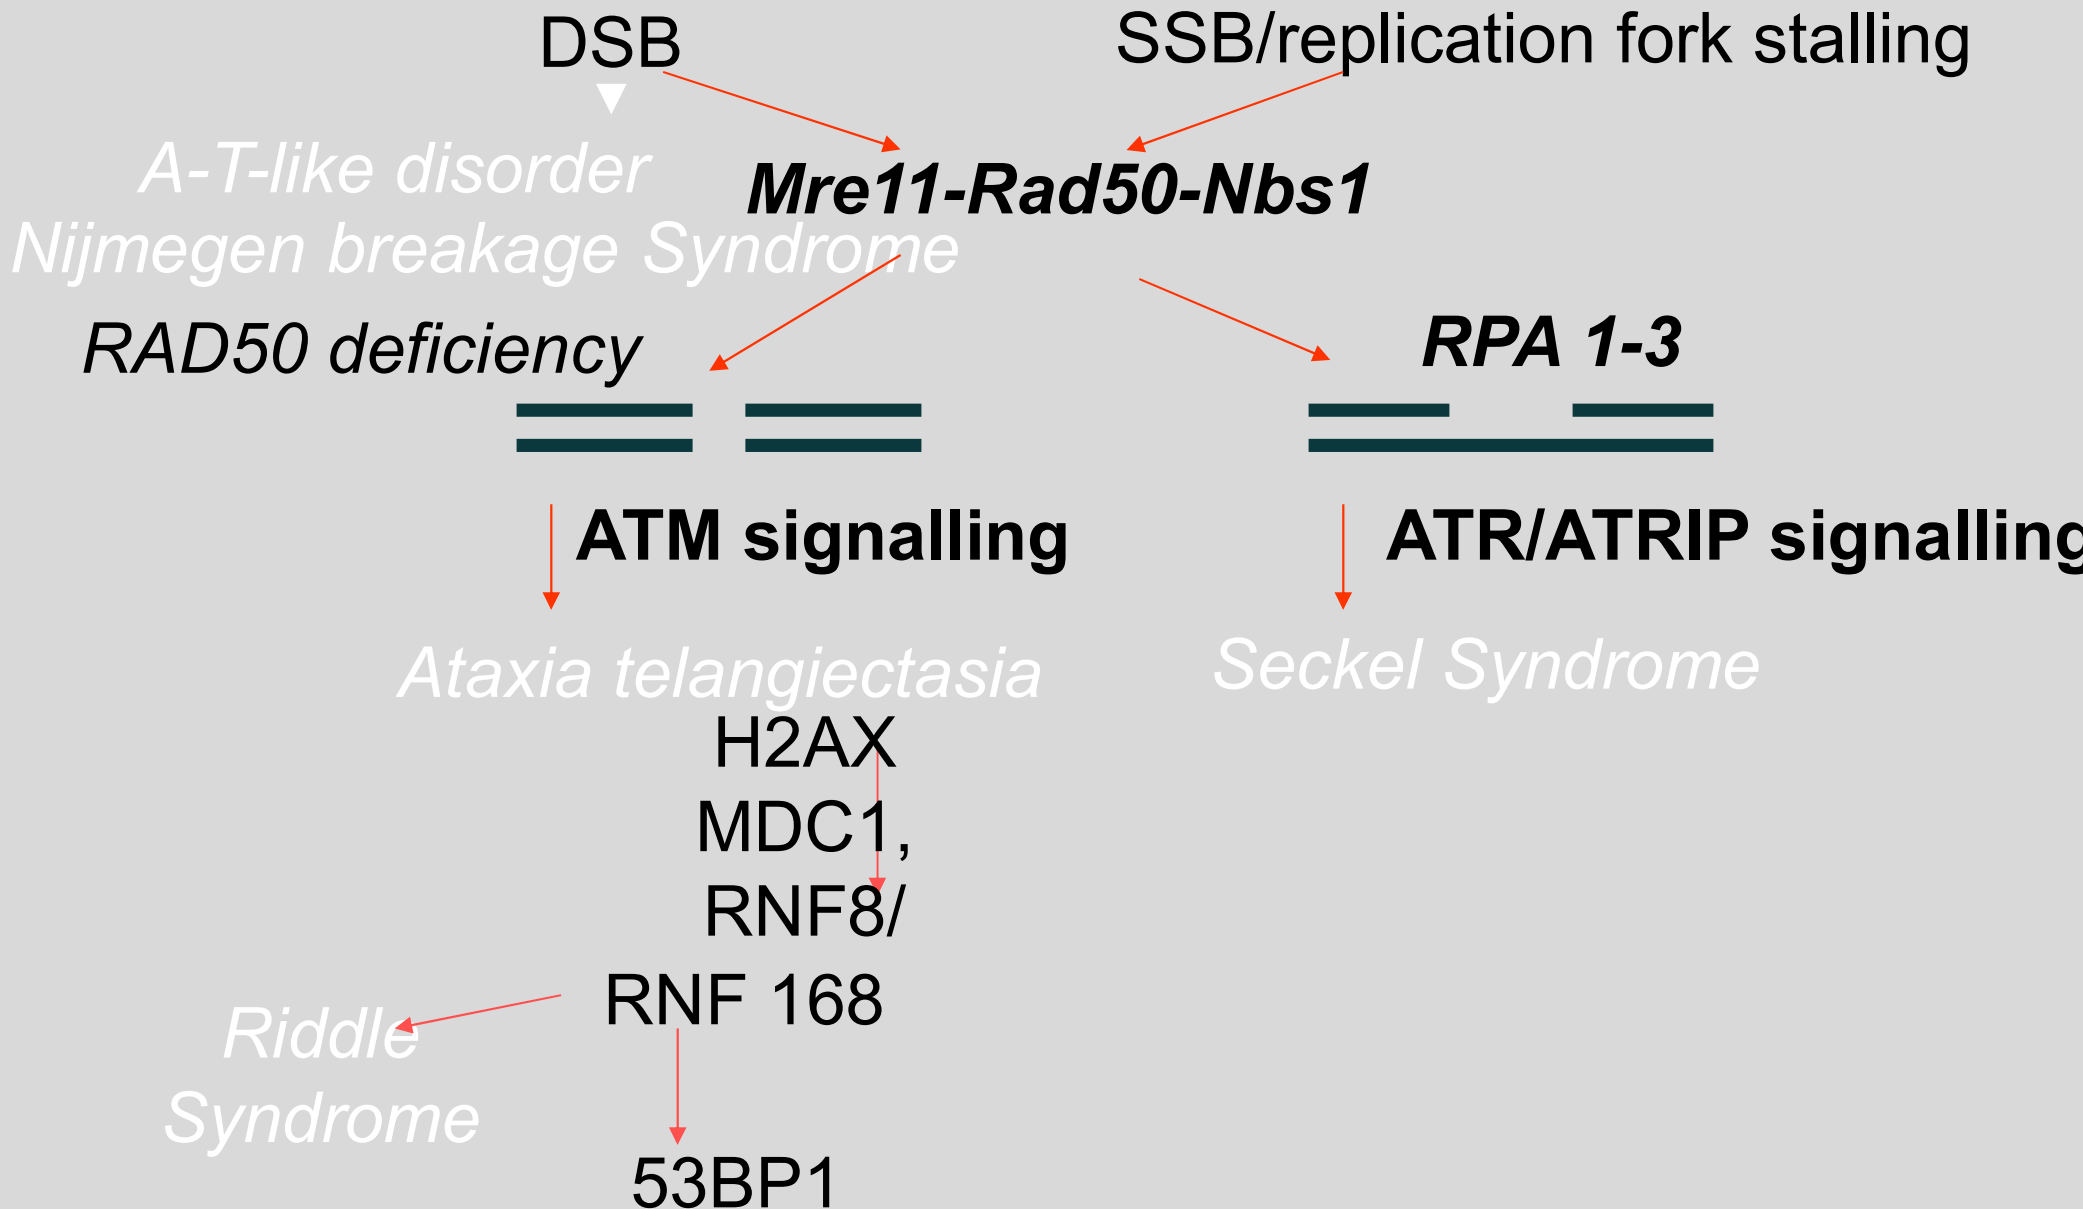 DSB
SSB/replication fork stalling
A-T-like disorder
Mre11-Rad50-Nbs1
Nijmegen breakage Syndrome
RAD50 deficiency
RPA 1-3
ATM signalling
ATR/ATRIP signalling
Ataxia telangiectasia
Seckel Syndrome
H2AX
MDC1,
RNF8/
RNF 168
Riddle
Syndrome
53BP1